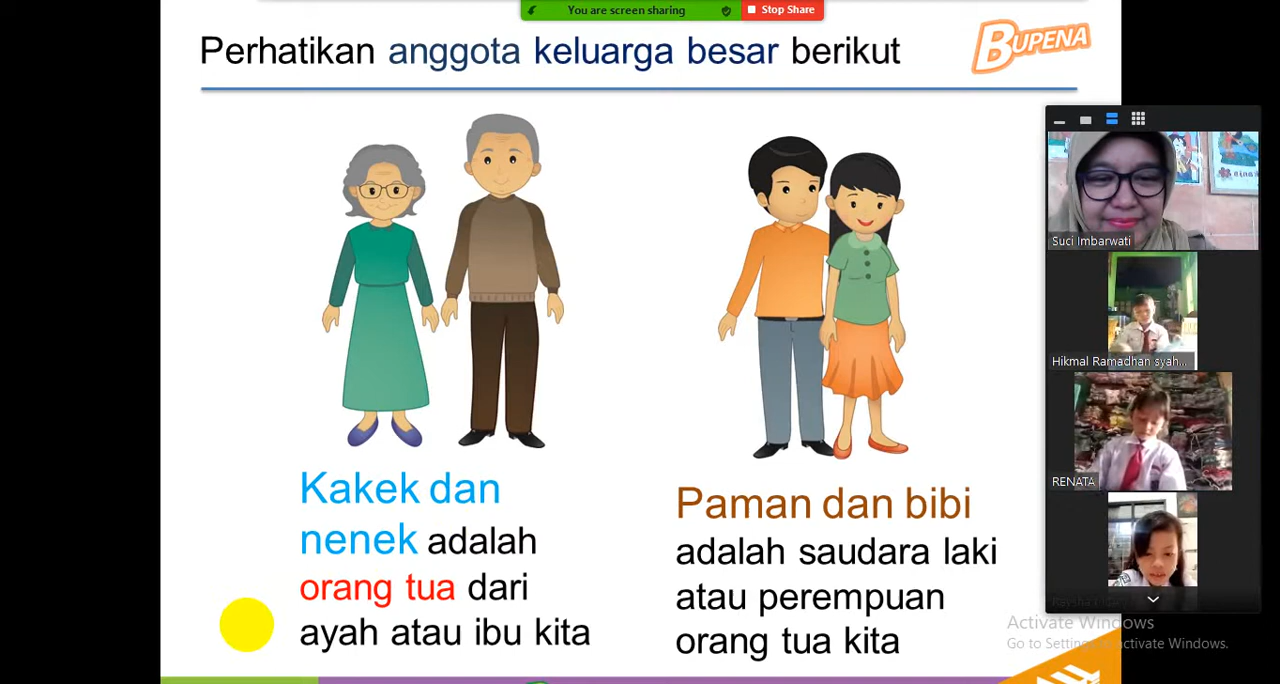 You are screen sharing
Stop Share
Perhatikan anggota keluarga besar berikut
BUPENA
Kakek dan
nenek adalah
orang tua dari
ayah atau ibu kita
Paman dan bibi
adalah saudara laki
atau perempuan
orang tua kita
Suci Imbarwati
Hikmal Ramadhan syah...
RENATA
Activate Windows
Go to Settings to activate Windows.